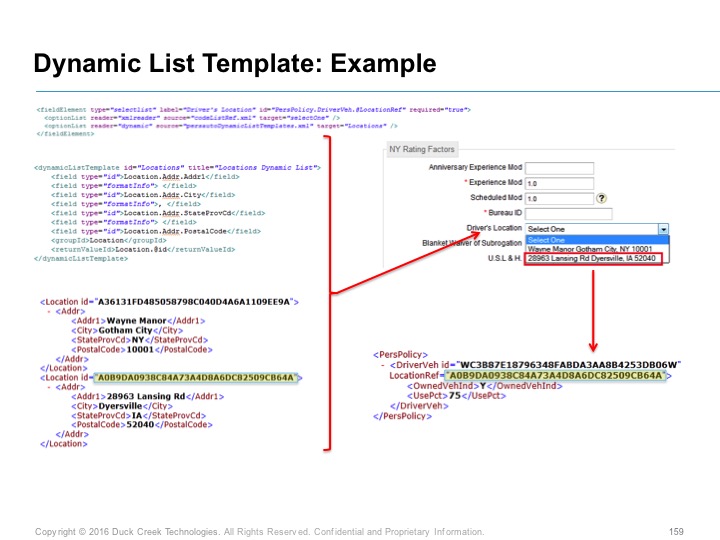 Dynamic List Template: Example
<fieldElement type="selectlist" label="Driver's Location" id="PersPolicy.DriverVeh.@LocationRef" required="true">
<optionList reader="xmlreader" source="codeListRef.xml" target="selectOne" />
<optionList reader="dynamic" source="persautoDynamicListTemplates.xml" target="Locations" />
</fieldElement>
<dynamicListTemplate id="Locations" title="Locations Dynamic List">
<field type="id">Location.Addr.Addr1</field>
<field type="formatInfo"> </field>
<field type="id">Location.Addr.City</field>
<field type="formatInfo">, </field>
<field type="id">Location.Addr.StateProvCd</field>
<field type="formatInfo"> </field>
<field type="id">Location.Addr.PostalCode</field>
<groupId>Location</groupId>
<returnValueId>Location.@id</returnValueId>
</dynamicListTemplate>
NY Rating Factors
Anniversary Experience Mod
* Experience Mod 1.0
Scheduled Mod 1.0 ?
* Bureau ID
Driver's Location Select One
Select One
Blanket Waiver of Subrogation Wayne Manor Gotham City, NY 10001
U.S.L & H. 28963 Lansing Rd Dyersville, IA 52040
<Location id="A36131FD485058798C040D4A6A1109EE9A">
- <Addr>
<Addr1>Wayne Manor</Addr1>
<City>Gotham City</City>
<StateProvCd>NY</StateProvCd>
<PostalCode>10001</PostalCode>
</Addr>
</Location>
<Location id="A0B9DA0938C84A73A4D8A6DC82509CB64A">
- <Addr>
<Addr1>28963 Lansing Rd</Addr1>
<City>Dyersville</City>
<StateProvCd>IA</StateProvCd>
<PostalCode>52040</PostalCode>
</Addr>
</Location>
<PersPolicy>
- <DriverVeh id="WC3B87E18796348FABDA3AA8B4253DB06W"
LocationRef="A0B9DA0938C84A73A4D8A6DC82509CB64A">
<OwnedVehInd>Y</OwnedVehInd>
<UsePct>75</UsePct>
</DriverVeh>
</PersPolicy>
Copyright © 2016 Duck Creek Technologies. All Rights Reserved. Confidential and Proprietary Information.
159